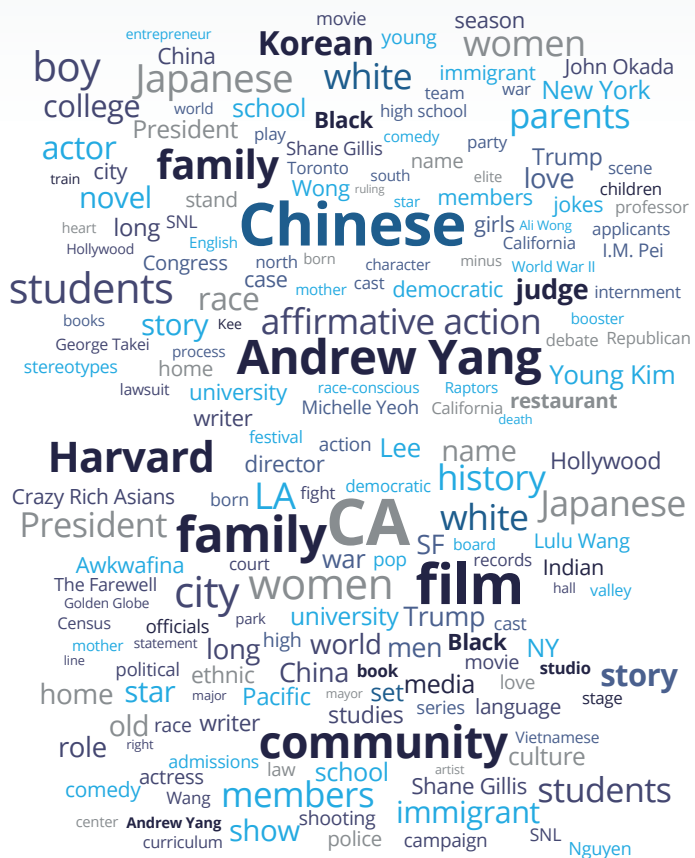 movie season
entrepreneur Korean young women
boy China John Okada
Japanese white immigrant
team war New York
college world school high school parents
Black
President play comedy
actor Shane Gillis party
family name Trump scene
train city Toronto south elite love children
novel stand Wong ruling star members jokes professor
heart long SNL Chinese girls Ali Wong applicants
Hollywood English California I.M. Pei
Congress north born character minus World War II
students case mother cast democratic judge internment
race
books story Kee affirmative action booster
George Takei process debate Republican
stereotypes home Andrew Yang Young Kim
lawsuit university race-conscious Raptors restaurant
writer Michelle Yeoh California death
festival action Lee name
Harvard director history Hollywood
Crazy Rich Asians born LA fight democratic Japanese
President family CA white
SF board Lulu Wang
Awkwafina court war pop records Indian
The Farewell city women film hall valley
Golden Globe
Census officials park university Trump cast
mother statement long high world men Black NY
line movie
political ethnic China book media love studio story
home star major Pacific mayor set stage
studies series language
old race writer
role right community Vietnamese
admissions law school artist culture
actress
comedy Wang members Shane Gillis students
immigrant
center Andrew Yang show shooting
curriculum police campaign SNL Nguyen